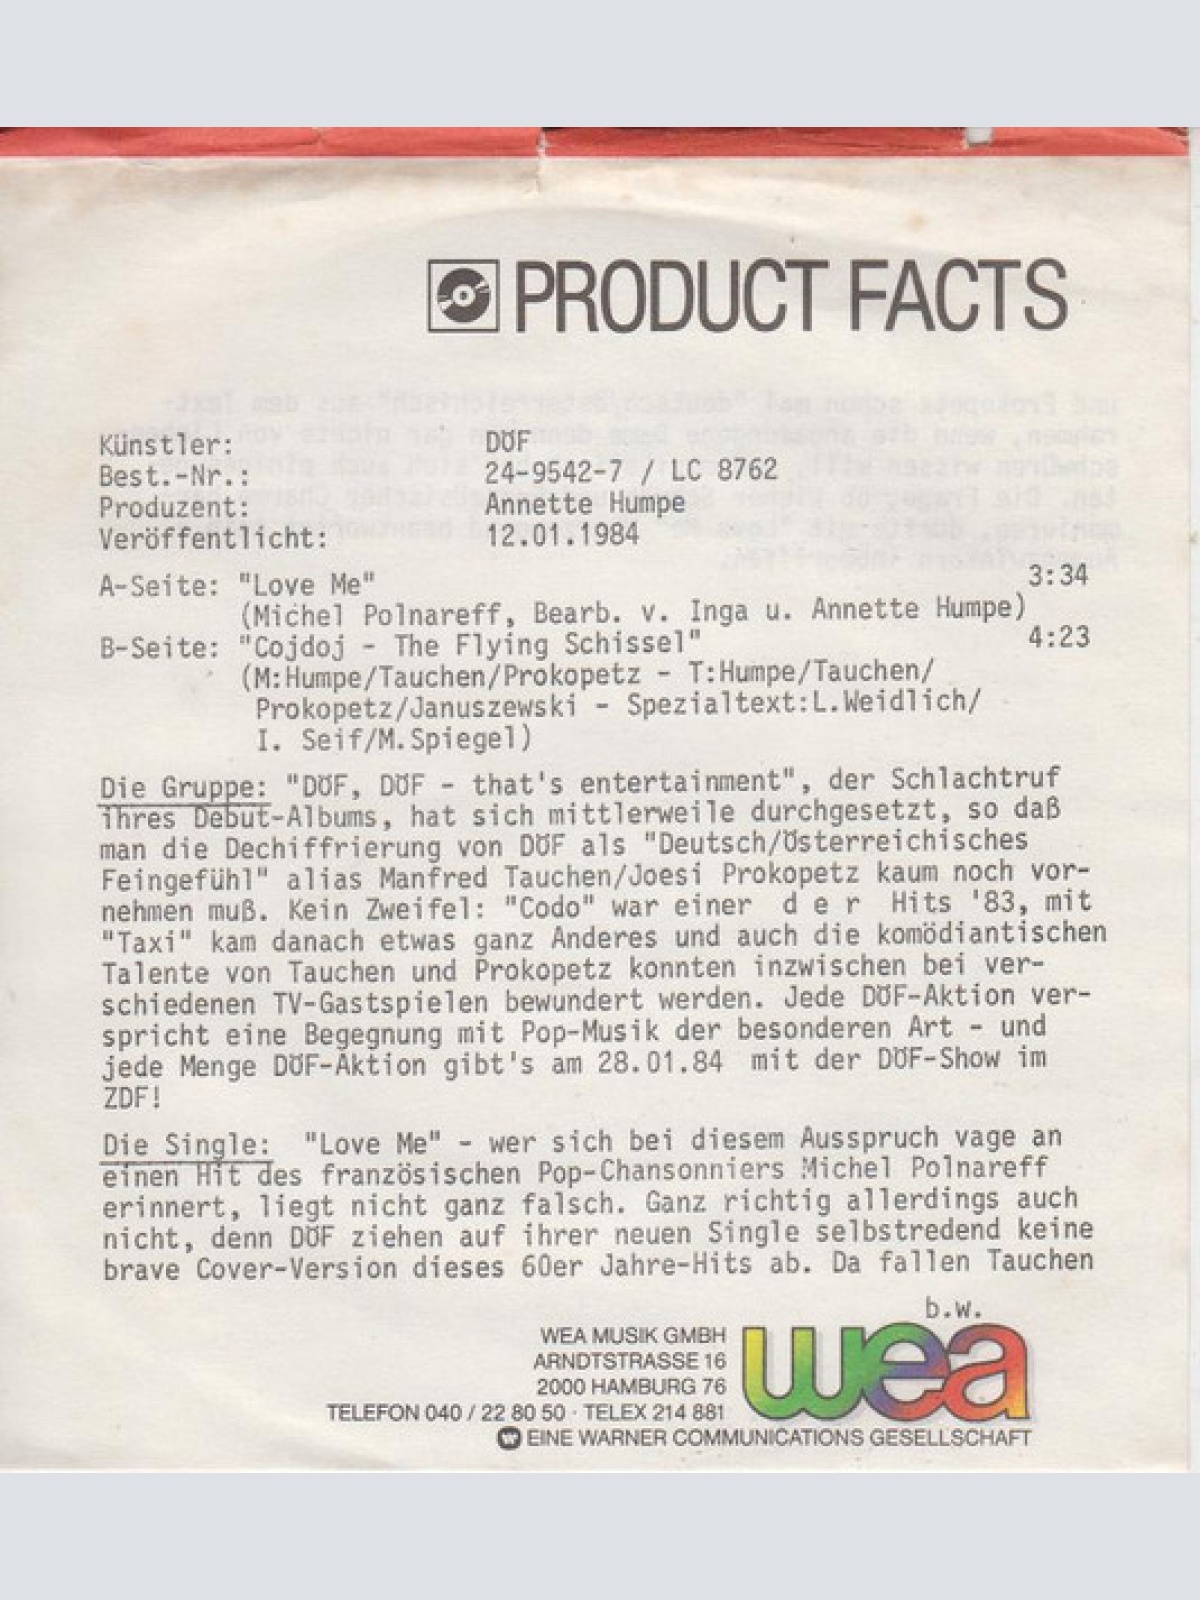 PRODUCT FACTS
Künstler: DÖF
Best.-Nr.: 24-9542-7 / LC 8762
Produzent: Annette Humpe
Veröffentlicht: 12.01.1984
A-Seite: "Love Me" 3:34
(Michel Polnareff, Bearb. v. Inga u. Annette Humpe)
B-Seite: "Cojdoj - The Flying Schissel" 4:23
(M:Humpe/Tauchen/Prokopetz - T:Humpe/Tauchen/
Prokopetz/Januszewski - Spezialtext:L.Weidlich/
I. Seif/M.Spiegel)
Die Gruppe: "DÖF, DÖF - that's entertainment", der Schlachtruf
ihres Debut-Albums, hat sich mittlerweile durchgesetzt, so daß
man die Dechiffrierung von DÖF als "Deutsch/Österreichisches
Feingefühl" alias Manfred Tauchen/Joesi Prokopetz kaum noch vor-
nehmen muß. Kein Zweifel: "Codo" war einer d e r Hits '83, mit
"Taxi" kam danach etwas ganz Anderes und auch die komödiantischen
Talente von Tauchen und Prokopetz konnten inzwischen bei ver-
schiedenen TV-Gastspielen bewundert werden. Jede DÖF-Aktion ver-
spricht eine Begegnung mit Pop-Musik der besonderen Art - und
jede Menge DÖF-Aktion gibt's am 28.01.84 mit der DÖF-Show im
ZDF!
Die Single: "Love Me" - wer sich bei diesem Ausspruch vage an
einen Hit des französischen Pop-Chansonniers Michel Polnareff
erinnert, liegt nicht ganz falsch. Ganz richtig allerdings auch
nicht, denn DÖF ziehen auf ihrer neuen Single selbstredend keine
brave Cover-Version dieses 60er Jahre-Hits ab. Da fallen Tauchen
b.w.
WEA MUSIK GMBH
ARNDTSTRASSE 16
2000 HAMBURG 76
TELEFON 040 / 22 80 50 · TELEX 214 881
wea
EINE WARNER COMMUNICATIONS GESELLSCHAFT